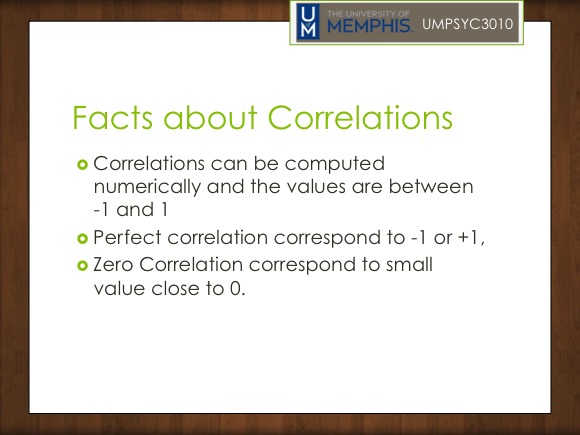 UM
THE UNIVERSITY OF
MEMPHIS.
UMPSYC3010
Facts about Correlations
Correlations can be computed
numerically and the values are between
-1 and 1
Perfect correlation correspond to -1 or +1,
Zero Correlation correspond to small
value close to 0.